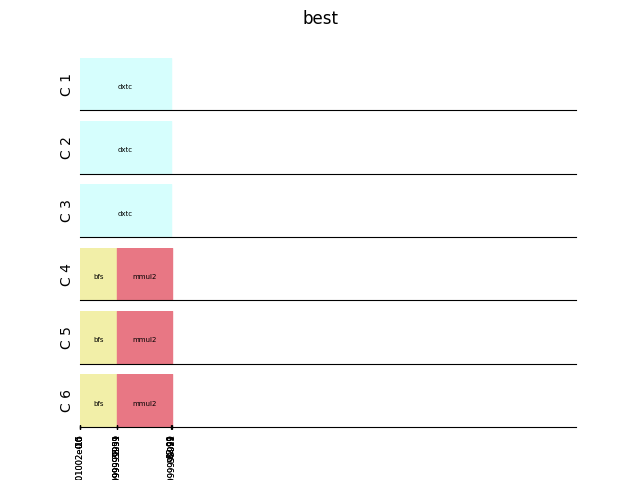 best
C 1
dxtc
C 2
dxtc
C 3
dxtc
C 4
bfs
mmul2
C 5
bfs
mmul2
C 6
bfs
mmul2